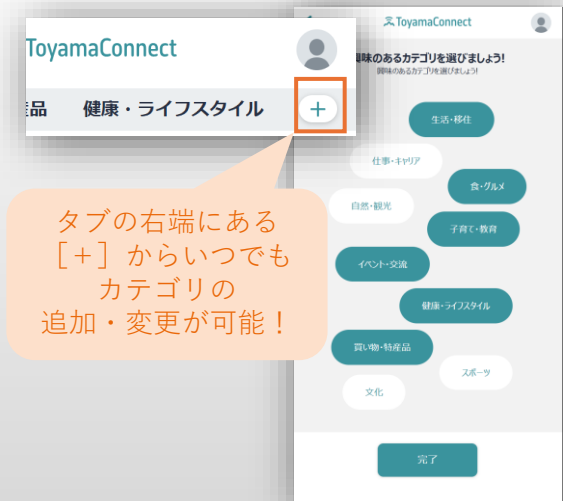 ToyamaConnect
健康・ライフスタイル
+
タブの右端にある
［+］からいつでも
カテゴリの
追加・変更が可能！
ToyamaConnect
味のあるカテゴリを選びましょう!
興味のあるカテゴリを選びましょう!
生活・移住
仕事・キャリア
食・グルメ
自然・観光
子育て・教育
イベント・交流
健康・ライフスタイル
買い物・特産品
スポーツ
文化
完了